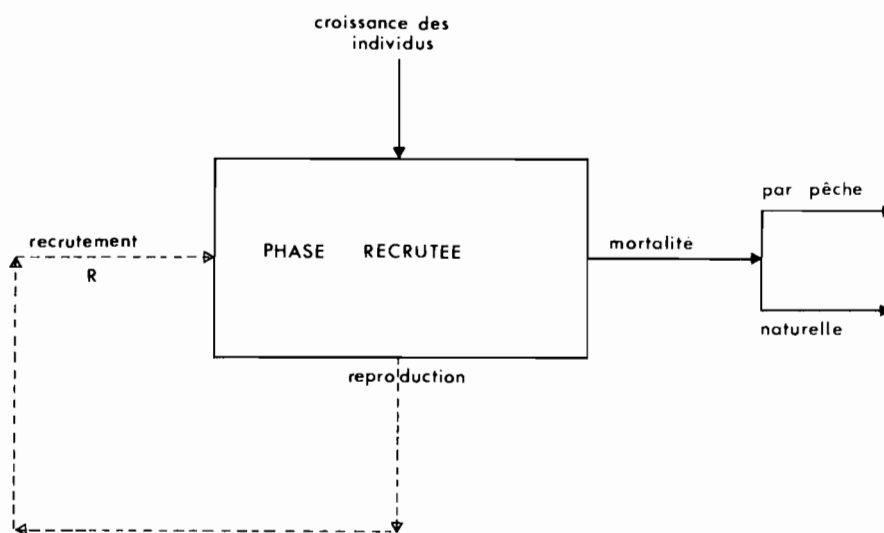 croissance des
individus
par pêche
recrutement
R
PHASE RECRUTEE
mortalité
naturelle
reproduction